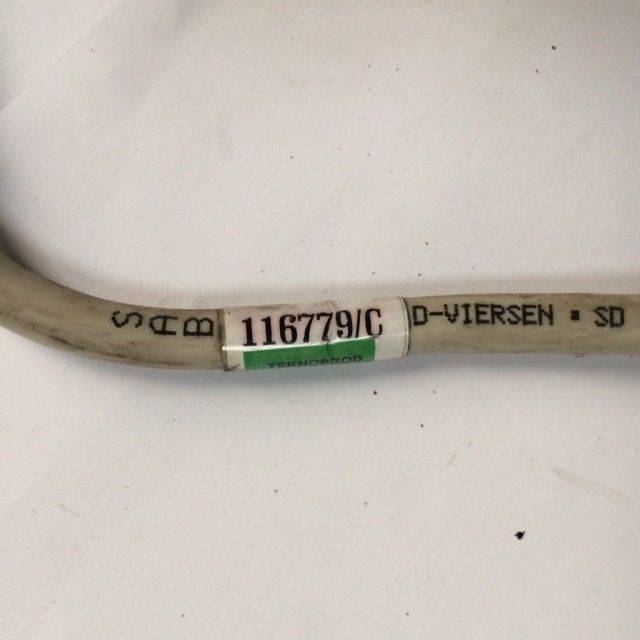 SAB
116779/C
TEKNOPROD
D-VIERSEN ▪ SD